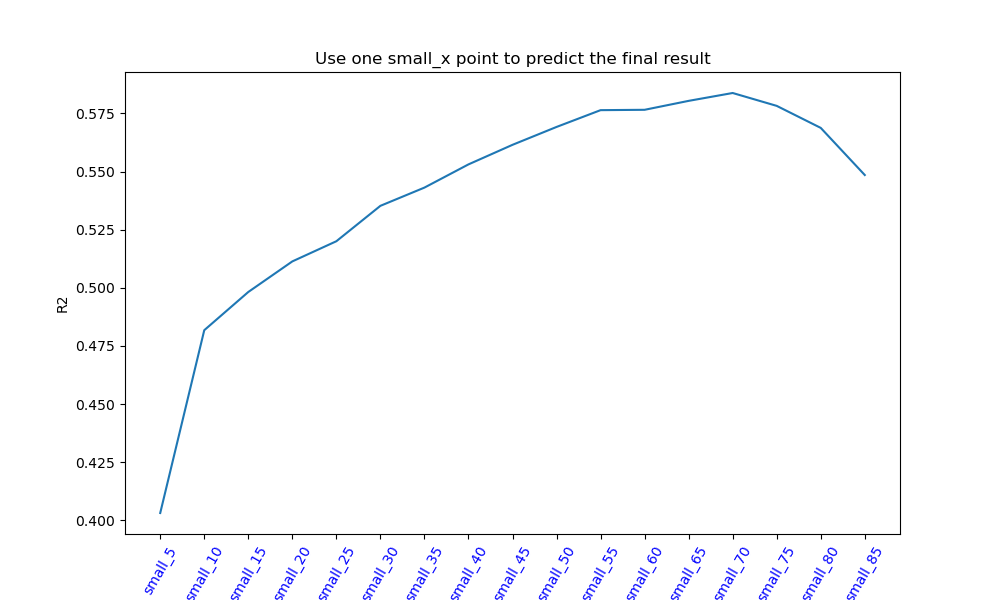 Use one small_x point to predict the final result
R2
0.575
0.550
0.525
0.500
0.475
0.450
0.425
0.400
small_5
small_10
small_15
small_20
small_25
small_30
small_35
small_40
small_45
small_50
small_55
small_60
small_65
small_70
small_75
small_80
small_85